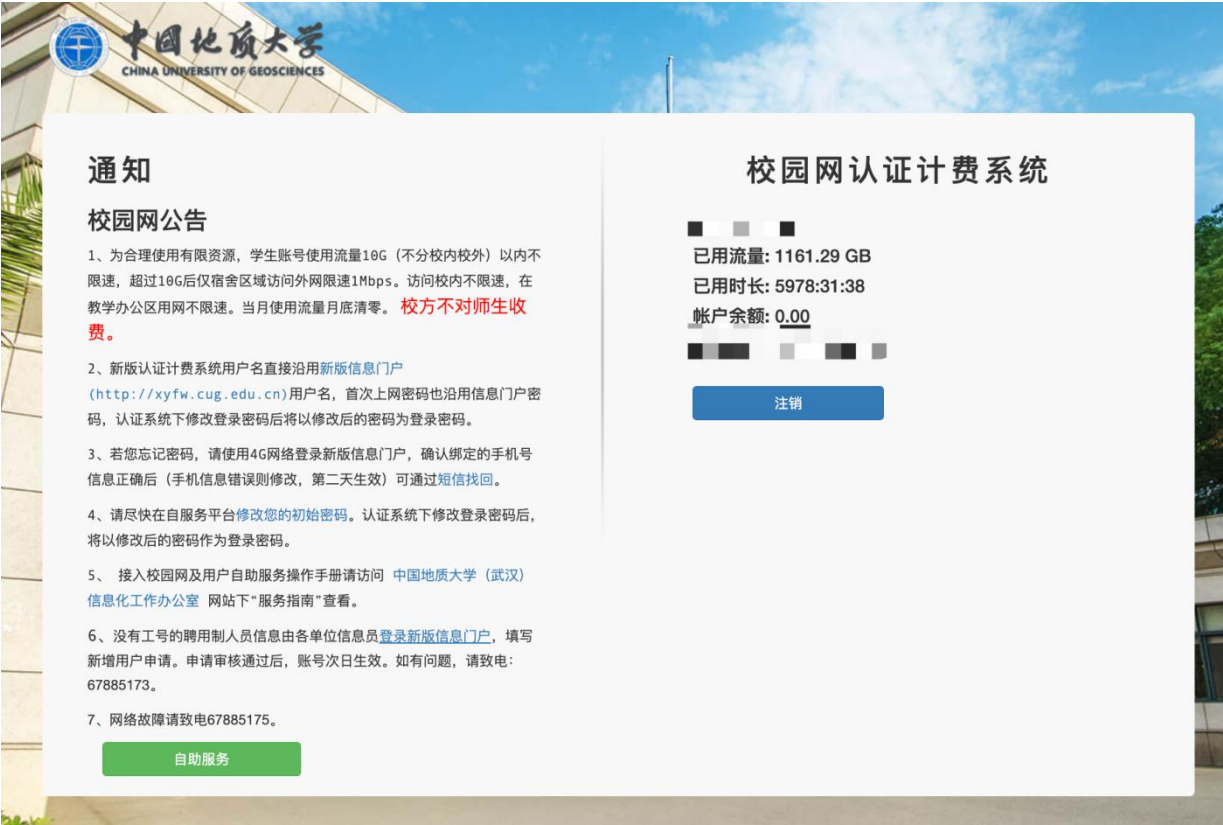 中国地质大学
CHINA UNIVERSITY OF GEOSCIENCES
通知
校园网公告
1、为合理使用有限资源，学生账号使用流量10G（不分校内校外）以内不
限速，超过10G后仅宿舍区域访问外网限速1Mbps。访问校内不限速，在
教学办公区用网不限速。当月使用流量月底清零。 校方不对师生收
费。
2、新版认证计费系统用户名直接沿用新版信息门户
(http://xyfw.cug.edu.cn)用户名，首次上网密码也沿用信息门户密
码，认证系统下修改登录密码后将以修改后的密码为登录密码。
3、若您忘记密码，请使用4G网络登录新版信息门户，确认绑定的手机号
信息正确后（手机信息错误则修改，第二天生效）可通过短信找回。
4、请尽快在自服务平台修改您的初始密码。认证系统下修改登录密码后，
将以修改后的密码作为登录密码。
5、 接入校园网及用户自助服务操作手册请访问 中国地质大学（武汉）
信息化工作办公室 网站下“服务指南”查看。
6、没有工号的聘用制人员信息由各单位信息员登录新版信息门户，填写
新增用户申请。申请审核通过后，账号次日生效。如有问题，请致电：
67885173。
7、网络故障请致电67885175。
自助服务
校园网认证计费系统
已用流量: 1161.29 GB
已用时长: 5978:31:38
帐户余额: 0.00
注销